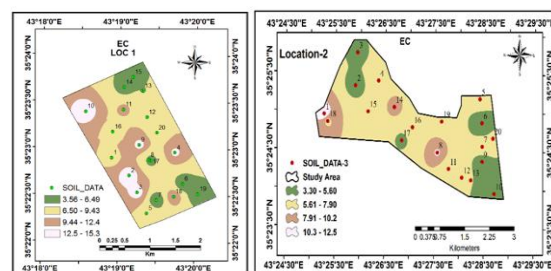 43°18'0"E 43°19'0"E 43°20'0"E
EC
LOC 1
35°24'0"N
35°23'30"N
35°23'0"N
35°22'30"N
35°22'0"N
SOIL_DATA
3.56 - 6.49
6.50 - 9.43
9.44 - 12.4
12.5 - 15.3
0 0.25 0.5 1 1.5 2
Km
43°18'10"E 43°19'10"E 43°20'0"E
43°24'30"E 43°25'30"E 43°26'30"E 43°27'30"E 43°28'30"E 43°29'30"E
EC
Location-2
35°25'30"N
35°24'30"N
35°23'30"N
SOIL_DATA-3
Study Area
3.30 - 5.60
5.61 - 7.90
7.91 - 10.2
10.3 - 12.5
0 0.375 0.75 1.5 2.25 3
Kilometers
43°24'30"E 43°25'30"E 43°26'30"E 43°27'30"E 43°28'30"E 43°29'30"E